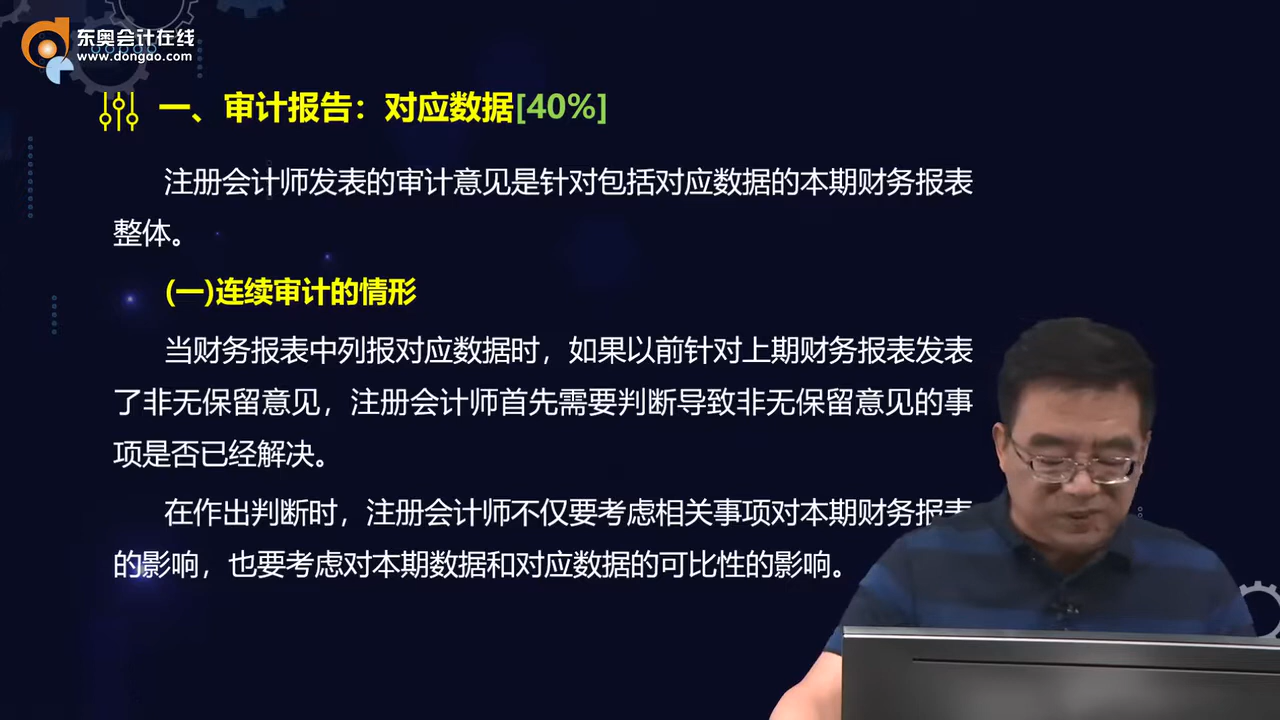 东奥会计在线
www.dongao.com
一、审计报告：对应数据[40%]
注册会计师发表的审计意见是针对包括对应数据的本期财务报表
整体。
(一)连续审计的情形
当财务报表中列报对应数据时，如果以前针对上期财务报表发表
了非无保留意见，注册会计师首先需要判断导致非无保留意见的事
项是否已经解决。
在作出判断时，注册会计师不仅要考虑相关事项对本期财务报表
的影响，也要考虑对本期数据和对应数据的可比性的影响。